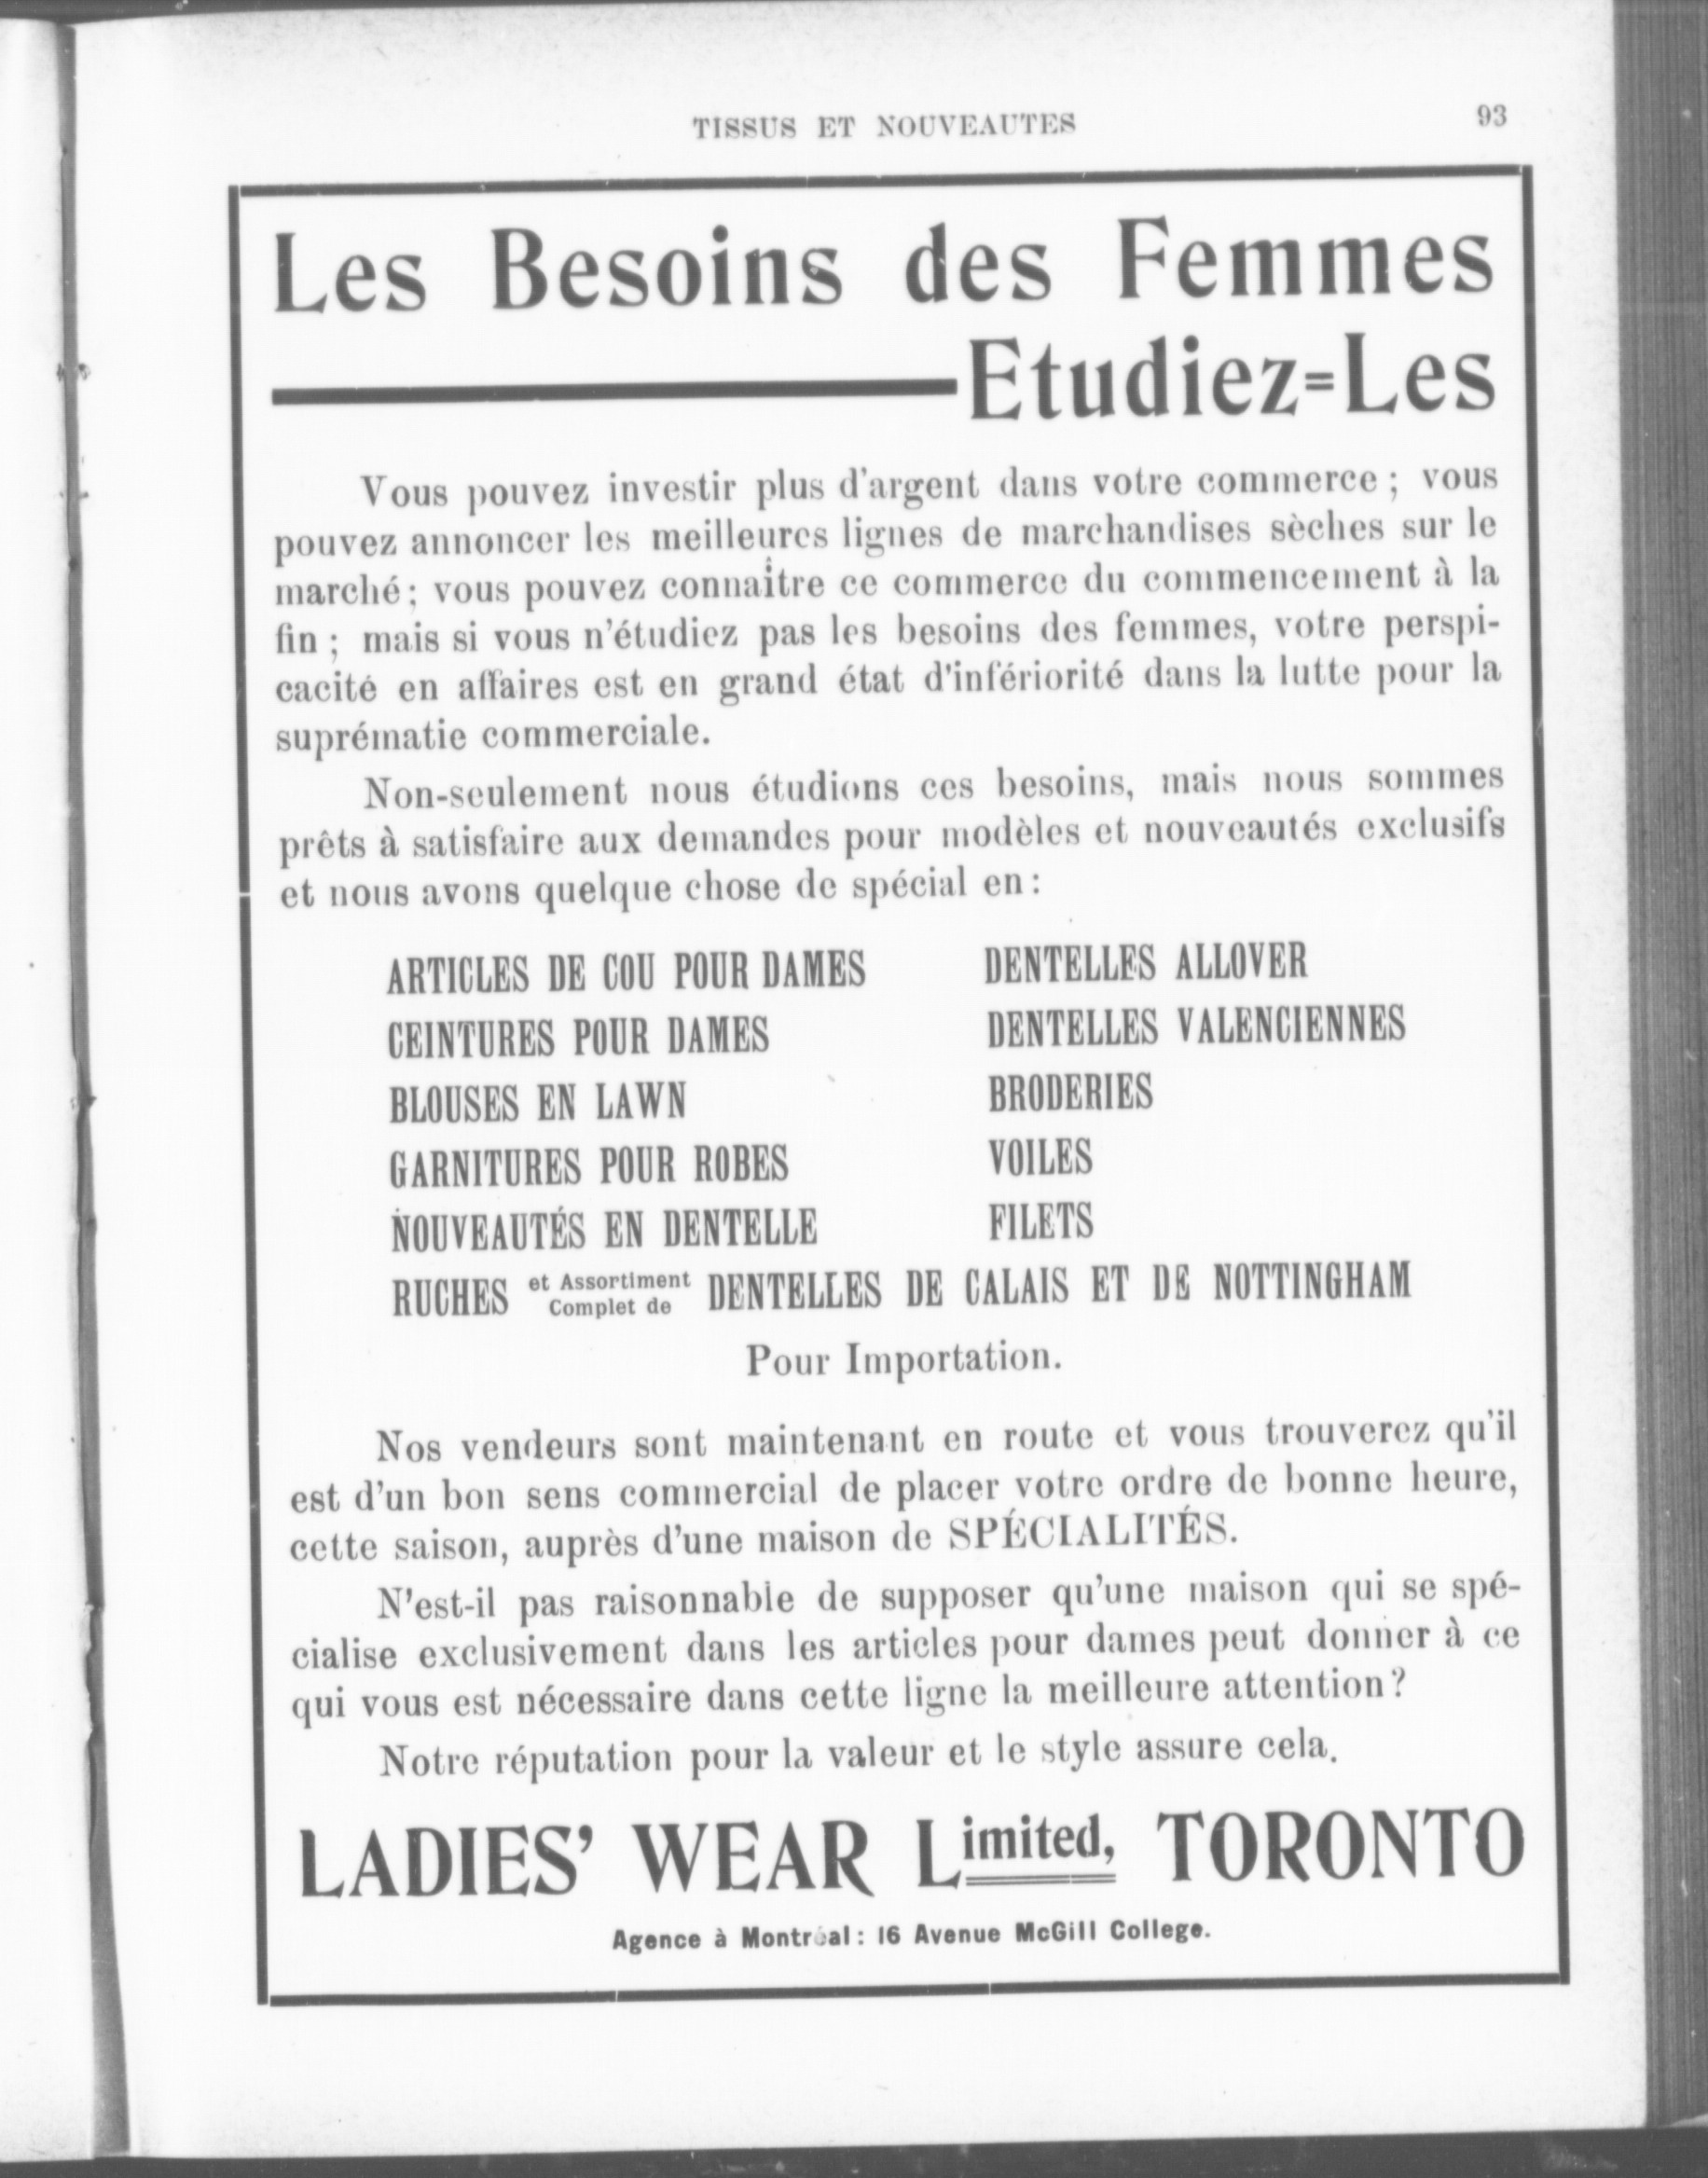 TISSUS ET NOUVEAUTES 93
Les Besoins des Femmes
Etudiez=Les
Vous pouvez investir plus d'argent dans votre commerce ; vous
pouvez annoncer les meilleures lignes de marchandises sèches sur le
marché ; vous pouvez connaître ce commerce du commencement à la
fin ; mais si vous n'étudiez pas les besoins des femmes, votre perspi-
cacité en affaires est en grand état d'infériorité dans la lutte pour la
suprématie commerciale.
Non-seulement nous étudions ces besoins, mais nous sommes
prêts à satisfaire aux demandes pour modèles et nouveautés exclusifs
et nous avons quelque chose de spécial en :
ARTICLES DE COU POUR DAMES DENTELLES ALLOVER
CEINTURES POUR DAMES DENTELLES VALENCIENNES
BLOUSES EN LAWN BRODERIES
GARNITURES POUR ROBES VOILES
NOUVEAUTÉS EN DENTELLE FILETS
RUCHES et Assortiment Complet de DENTELLES DE CALAIS ET DE NOTTINGHAM
Pour Importation.
Nos vendeurs sont maintenant en route et vous trouverez qu'il
est d'un bon sens commercial de placer votre ordre de bonne heure,
cette saison, auprès d'une maison de SPÉCIALITÉS.
N'est-il pas raisonnable de supposer qu'une maison qui se spé-
cialise exclusivement dans les articles pour dames peut donner à ce
qui vous est nécessaire dans cette ligne la meilleure attention ?
Notre réputation pour la valeur et le style assure cela.
LADIES' WEAR Limited, TORONTO
Agence à Montréal : 16 Avenue McGill College.